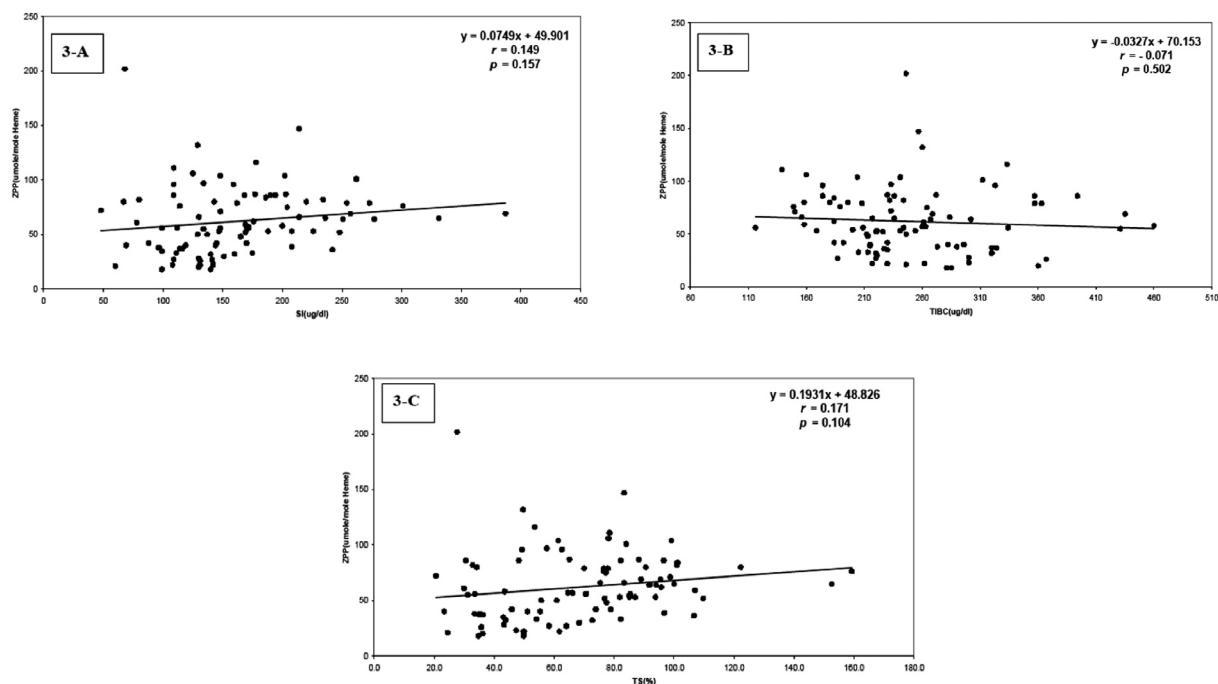 3-A
y = 0.0749x + 49.901
r = 0.149
p = 0.157
ZPP(umole/mole Heme)
250
200
150
100
50
0
0 50 100 150 200 250 300 350 400 450
SI(ug/dl)
3-B
y = -0.0327x + 70.153
r = - 0.071
p = 0.502
ZPP(umole/mole Heme)
250
200
150
100
50
0
60 110 160 210 260 310 360 410 460 510
TIBC(ug/dl)
3-C
y = 0.1931x + 48.826
r = 0.171
p = 0.104
ZPP(umole/mole Heme)
250
200
150
100
50
0
0.0 20.0 40.0 60.0 80.0 100.0 120.0 140.0 160.0 180.0
TS(%)